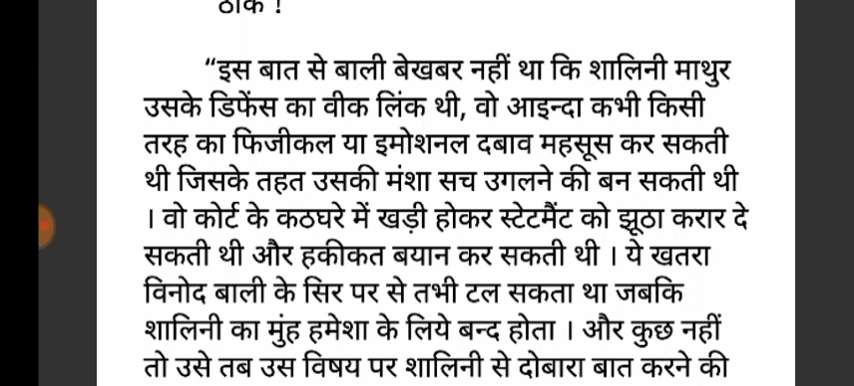 ठीक !
“इस बात से बाली बेखबर नहीं था कि शालिनी माथुर
उसके डिफेंस का वीक लिंक थी, वो आइन्दा कभी किसी
तरह का फिजीकल या इमोशनल दबाव महसूस कर सकती
थी जिसके तहत उसकी मंशा सच उगलने की बन सकती थी
। वो कोर्ट के कठघरे में खड़ी होकर स्टेटमैंट को झूठा करार दे
सकती थी और हकीकत बयान कर सकती थी । ये खतरा
विनोद बाली के सिर पर से तभी टल सकता था जबकि
शालिनी का मुंह हमेशा के लिये बन्द होता । और कुछ नहीं
तो उसे तब उस विषय पर शालिनी से दोबारा बात करने की